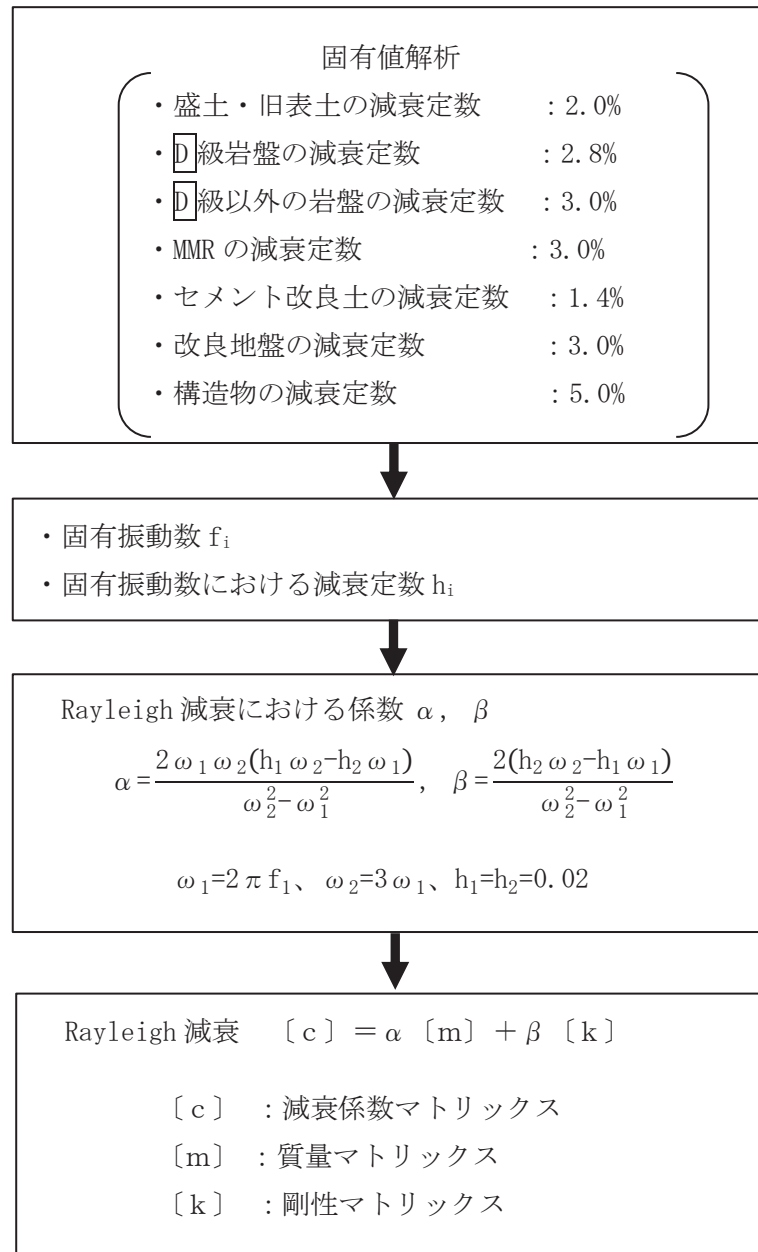 固有値解析
・盛土・旧表土の減衰定数 :2.0%
・D級岩盤の減衰定数 :2.8%
・D級以外の岩盤の減衰定数 :3.0%
・MMRの減衰定数 :3.0%
・セメント改良土の減衰定数 :1.4%
・改良地盤の減衰定数 :3.0%
・構造物の減衰定数 :5.0%
・固有振動数 fᵢ
・固有振動数における減衰定数 hᵢ
Rayleigh 減衰における係数 α, β
α=2ω₁ω₂(h₁ω₂−h₂ω₁)/ω₂²−ω₁², β=2(h₂ω₂−h₁ω₁)/ω₂²−ω₁²
ω₁=2πf₁、ω₂=3ω₁、h₁=h₂=0.02
Rayleigh 減衰 〔c〕=α〔m〕+β〔k〕
〔c〕 :減衰係数マトリックス
〔m〕 :質量マトリックス
〔k〕 :剛性マトリックス